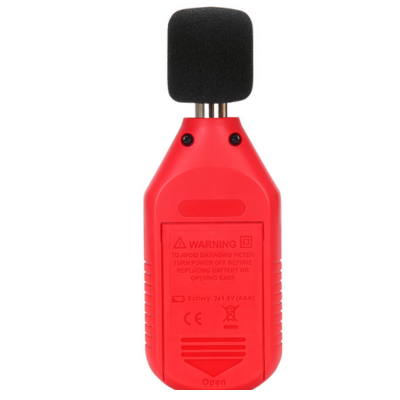 WARNING
TO AVOID DAMAGING METER,
TURN POWER OFF BEFORE
REPLACING BATTERY OR
OPENING CASE
Battery: 3x1.5V (AAA)
CE
Open